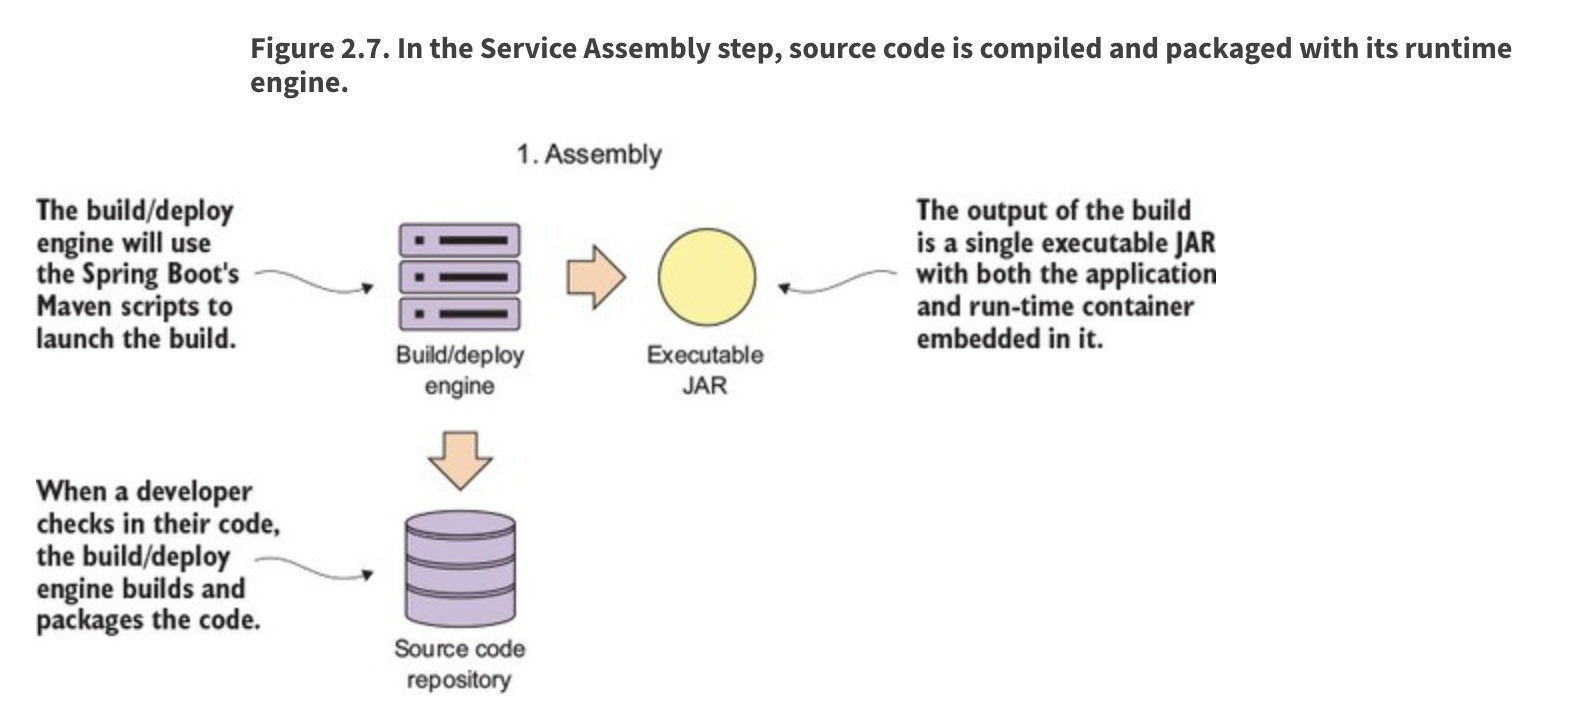 Figure 2.7. In the Service Assembly step, source code is compiled and packaged with its runtime
engine.
1. Assembly
The build/deploy
engine will use
the Spring Boot's
Maven scripts to
launch the build.
Build/deploy
engine
Executable
JAR
The output of the build
is a single executable JAR
with both the application
and run-time container
embedded in it.
When a developer
checks in their code,
the build/deploy
engine builds and
packages the code.
Source code
repository